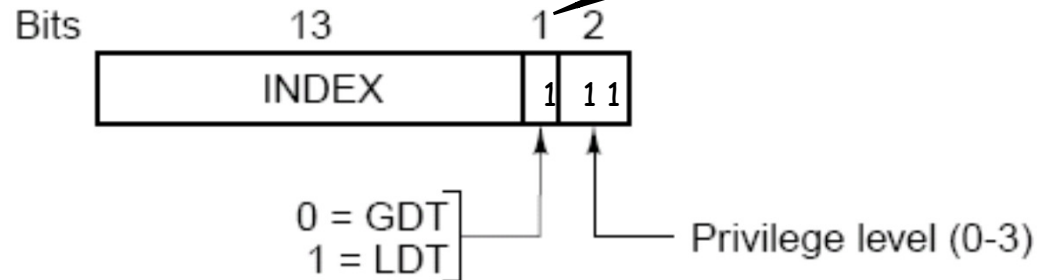 Bits 13 1 2
INDEX 1 1 1
0 = GDT
1 = LDT
Privilege level (0-3)